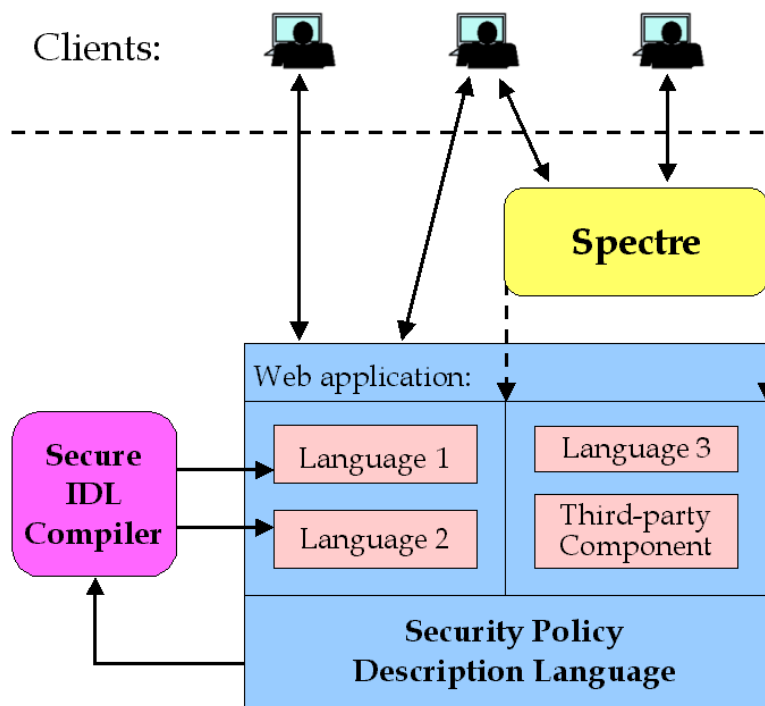 Clients:
Spectre
Web application:
Secure
IDL
Compiler
Language 1
Language 2
Language 3
Third-party
Component
Security Policy
Description Language